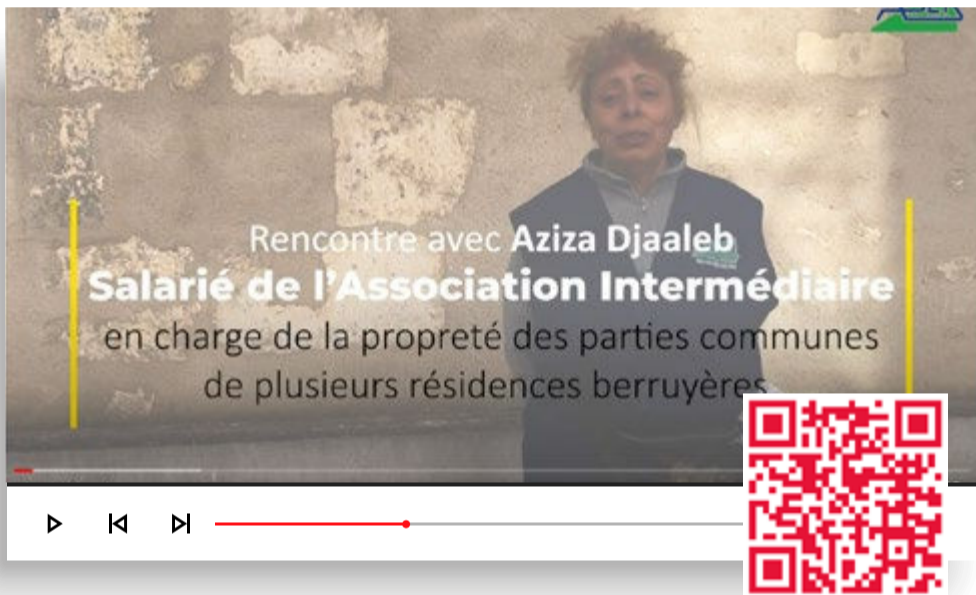 Rencontre avec Aziza Djaaleb
Salarié de l'Association Intermédiaire
en charge de la propreté des parties communes
de plusieurs résidences berruyères